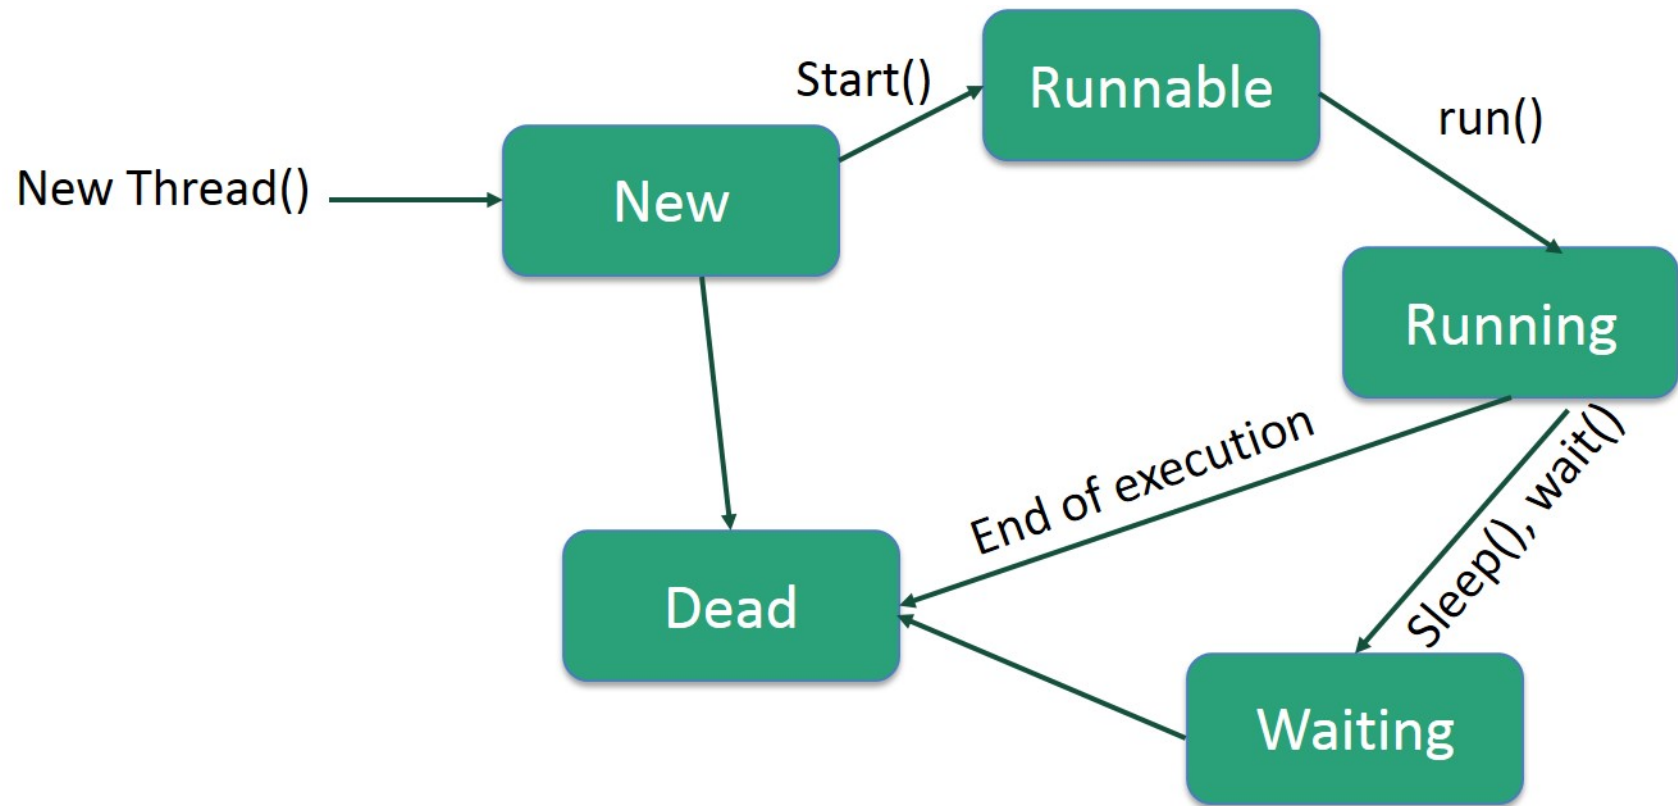 Start()
Runnable
run()
New Thread()
New
Running
End of execution
Sleep(), wait()
Dead
Waiting